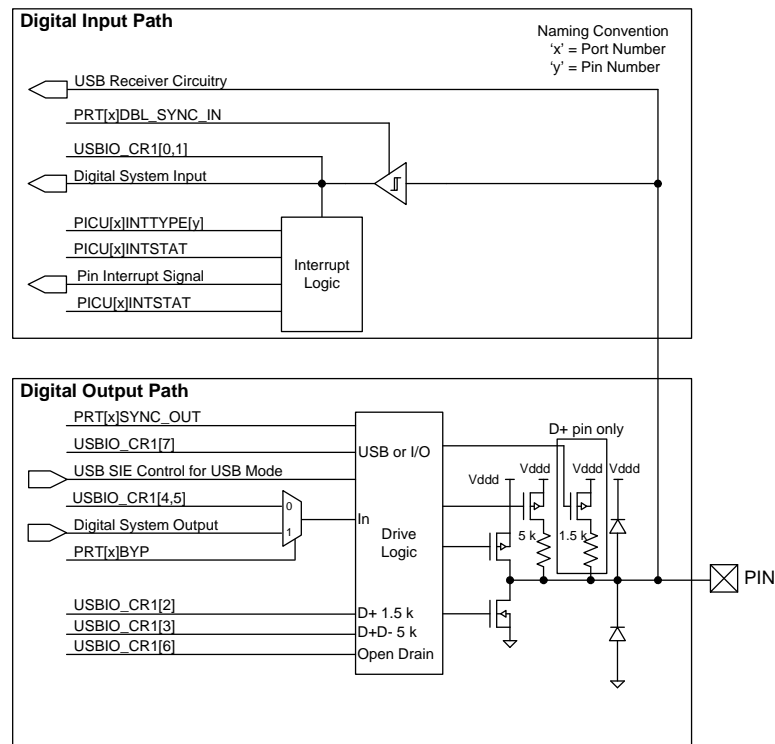 Digital Input Path
Naming Convention
'x' = Port Number
'y' = Pin Number
USB Receiver Circuitry
PRT[x]DBL_SYNC_IN
USBIO_CR1[0,1]
Digital System Input
PICU[x]INTTYPE[y]
PICU[x]INTSTAT
Pin Interrupt Signal
PICU[x]INTSTAT
Interrupt
Logic
Digital Output Path
PRT[x]SYNC_OUT
USBIO_CR1[7]
USB SIE Control for USB Mode
USBIO_CR1[4,5]
Digital System Output
PRT[x]BYP
0
1
USB or I/O
In
Drive
Logic
D+ pin only
Vddd
Vddd
Vddd
Vddd
5 k
1.5 k
PIN
USBIO_CR1[2]
USBIO_CR1[3]
USBIO_CR1[6]
D+ 1.5 k
D+D- 5 k
Open Drain